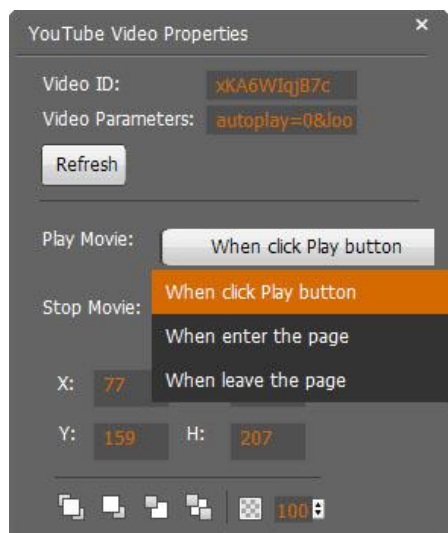 YouTube Video Properties ×
Video ID: xKA6WIqjB7c
Video Parameters: autoplay=0&loo
Refresh
Play Movie: When click Play button
When click Play button
Stop Movie:
When enter the page
When leave the page
X: 77
Y: 159 H: 207
100